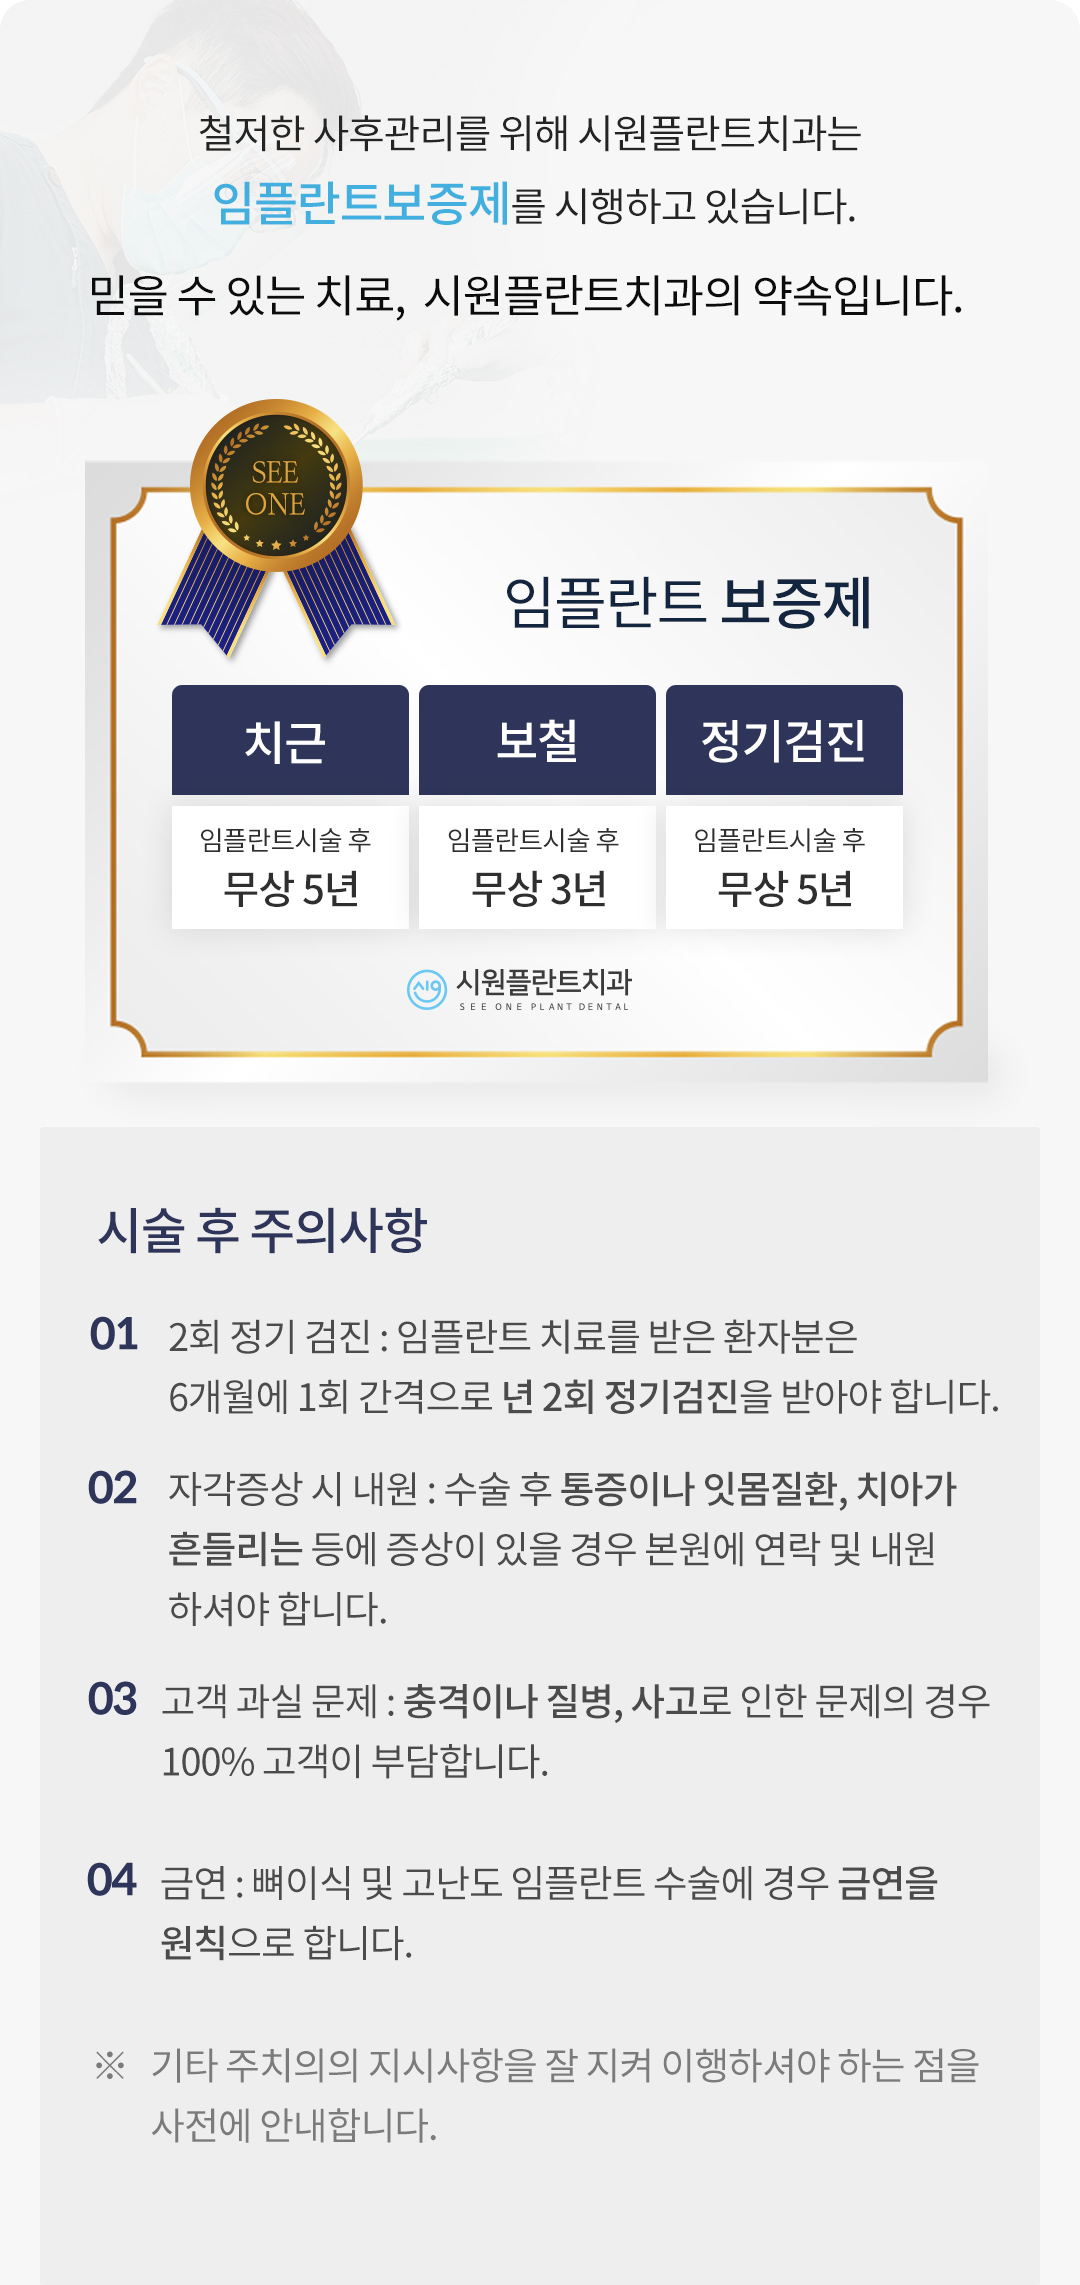 철저한 사후관리를 위해 시원플란트치과는
임플란트보증제를 시행하고 있습니다.
믿을 수 있는 치료, 시원플란트치과의 약속입니다.
SEE
ONE
임플란트 보증제
치근
보철
정기검진
임플란트시술 후
무상 5년
임플란트시술 후
무상 3년
임플란트시술 후
무상 5년
시원
시원플란트치과
SEE ONE PLANT DENTAL
시술 후 주의사항
01 2회 정기 검진 : 임플란트 치료를 받은 환자분은
6개월에 1회 간격으로 년 2회 정기검진을 받아야 합니다.
02 자각증상 시 내원 : 수술 후 통증이나 잇몸질환, 치아가
흔들리는 등에 증상이 있을 경우 본원에 연락 및 내원
하셔야 합니다.
03 고객 과실 문제 : 충격이나 질병, 사고로 인한 문제의 경우
100% 고객이 부담합니다.
04 금연 : 뼈이식 및 고난도 임플란트 수술에 경우 금연을
원칙으로 합니다.
※ 기타 주치의의 지시사항을 잘 지켜 이행하셔야 하는 점을
사전에 안내합니다.